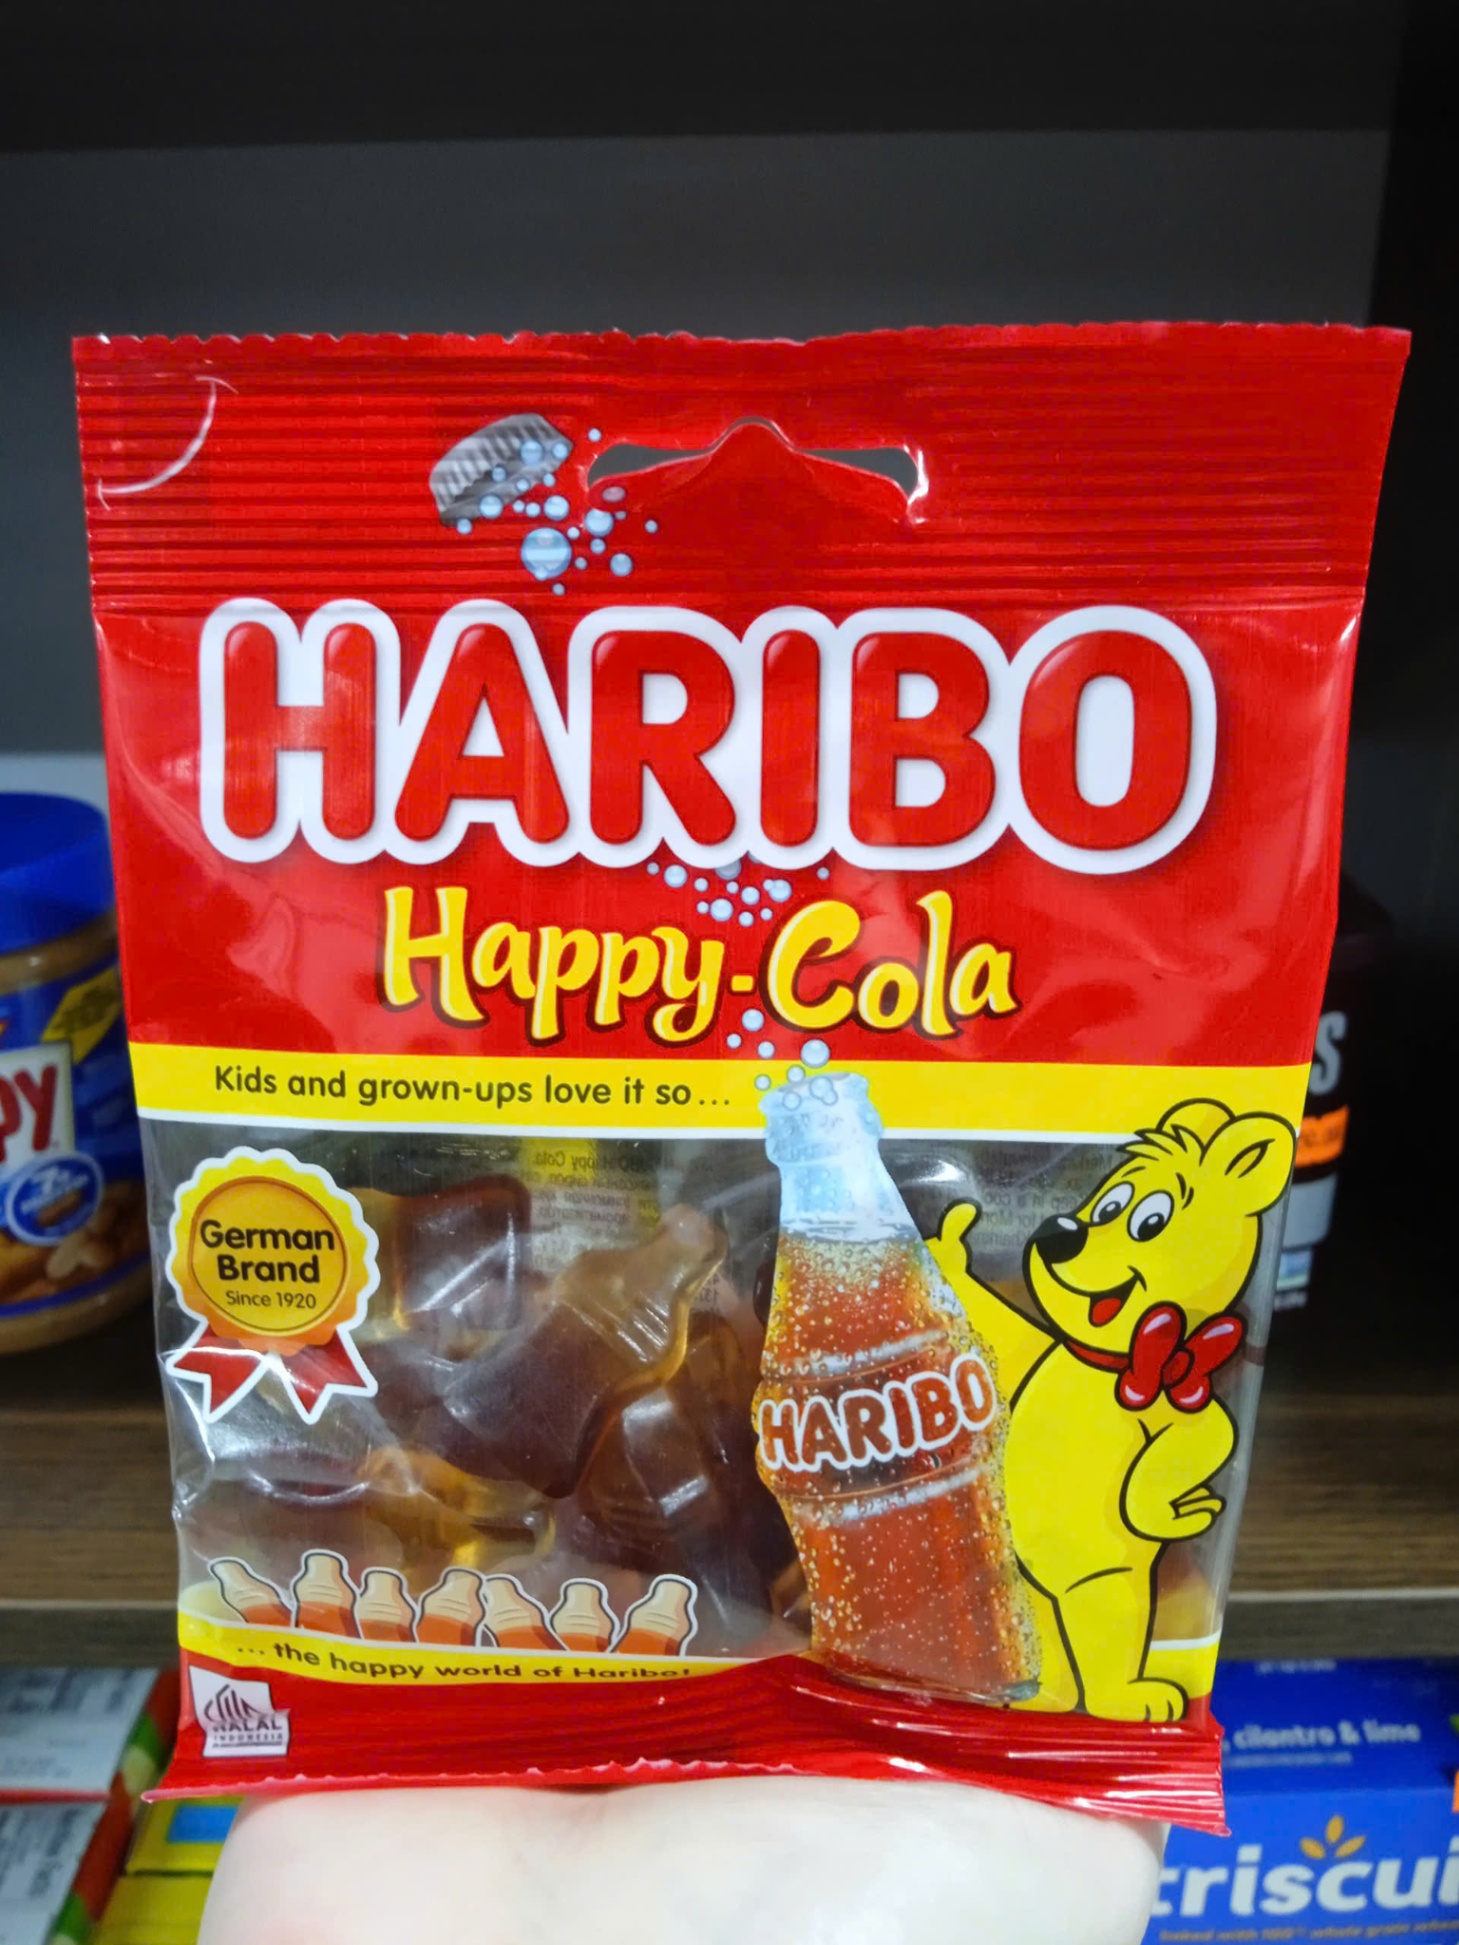 HARIBO
Happy-Cola
Kids and grown-ups love it so...
German
Brand
Since 1920
HARIBO
... the happy world of Haribo!
HALAL
INDONESIA
PY
S
cilantro & lime
triscui